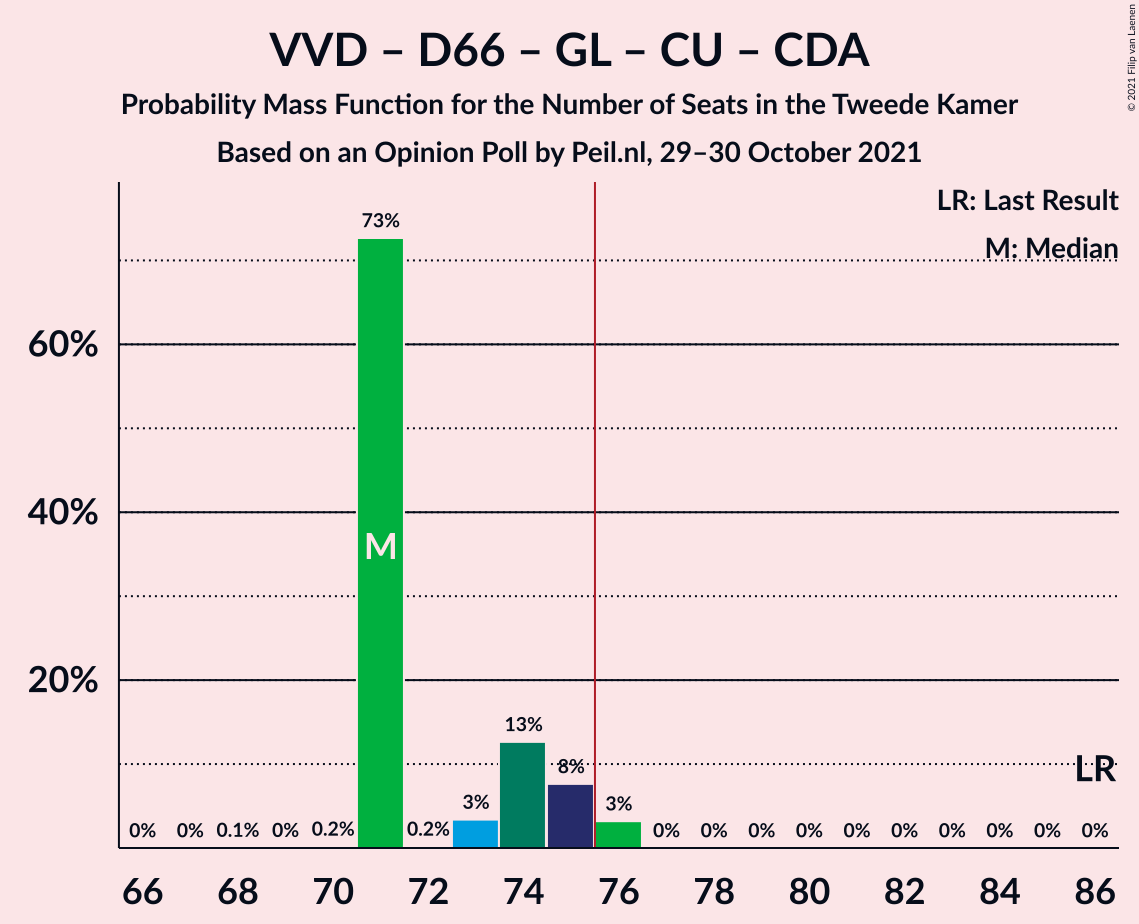 VVD – D66 – GL – CU – CDA
Probability Mass Function for the Number of Seats in the Tweede Kamer
Based on an Opinion Poll by Peil.nl, 29–30 October 2021
© 2021 Filip van Laenen
LR: Last Result
M: Median
73%
60%
40%
M
20%
13%
8%
LR
3%
3%
0% 0% 0.1% 0% 0.2% 0.2% 0% 0% 0% 0% 0% 0% 0% 0% 0% 0%
66 68 70 72 74 76 78 80 82 84 86